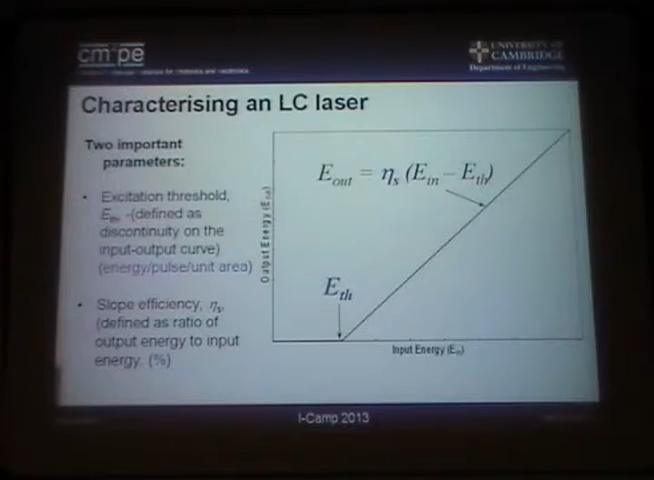 cm pe
UNIVERSITY OF
CAMBRIDGE
Department of Engineering
Characterising an LC laser
Two important
parameters:
• Excitation threshold,
E_th, -(defined as
discontinuity on the
input-output curve)
(energy/pulse/unit area)
• Slope efficiency, η_s,
(defined as ratio of
output energy to input
energy. (%)
Output Energy (E_out)
E_out = η_s (E_in – E_th)
E_th
Input Energy (E_in)
I-Camp 2013